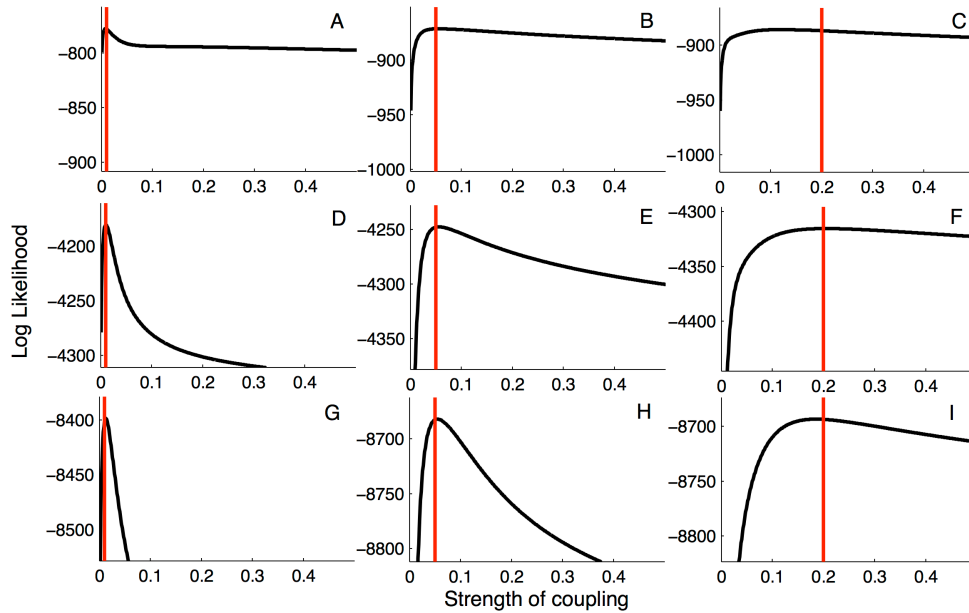 A
−800
−850
−900
0 0.1 0.2 0.3 0.4
B
−900
−950
−1000
0 0.1 0.2 0.3 0.4
C
−900
−950
−1000
0 0.1 0.2 0.3 0.4
D
−4200
−4250
−4300
0 0.1 0.2 0.3 0.4
E
−4250
−4300
−4350
0 0.1 0.2 0.3 0.4
F
−4300
−4350
−4400
0 0.1 0.2 0.3 0.4
G
−8400
−8450
−8500
0 0.1 0.2 0.3 0.4
H
−8700
−8750
−8800
0 0.1 0.2 0.3 0.4
I
−8700
−8750
−8800
0 0.1 0.2 0.3 0.4
Log Likelihood
Strength of coupling